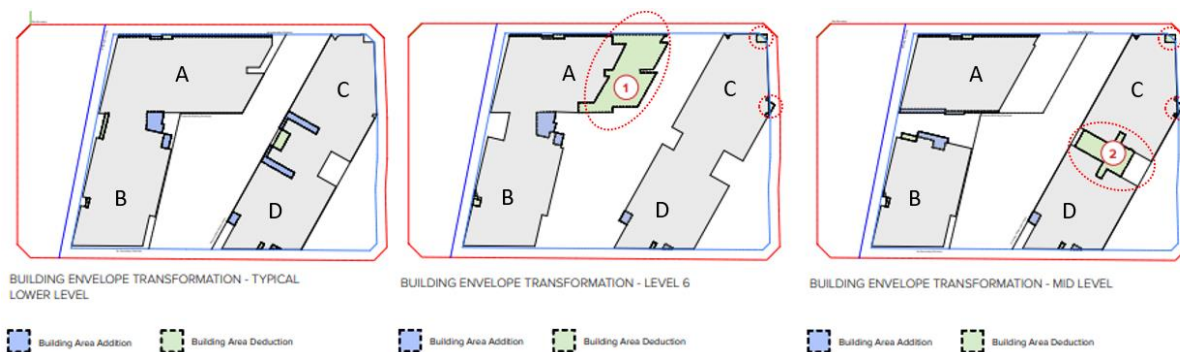 A
C
B
D
BUILDING ENVELOPE TRANSFORMATION - TYPICAL
LOWER LEVEL
Building Area Addition
Building Area Deduction
A
1
C
B
D
BUILDING ENVELOPE TRANSFORMATION - LEVEL 6
Building Area Addition
Building Area Deduction
A
C
2
B
D
BUILDING ENVELOPE TRANSFORMATION - MID LEVEL
Building Area Addition
Building Area Deduction